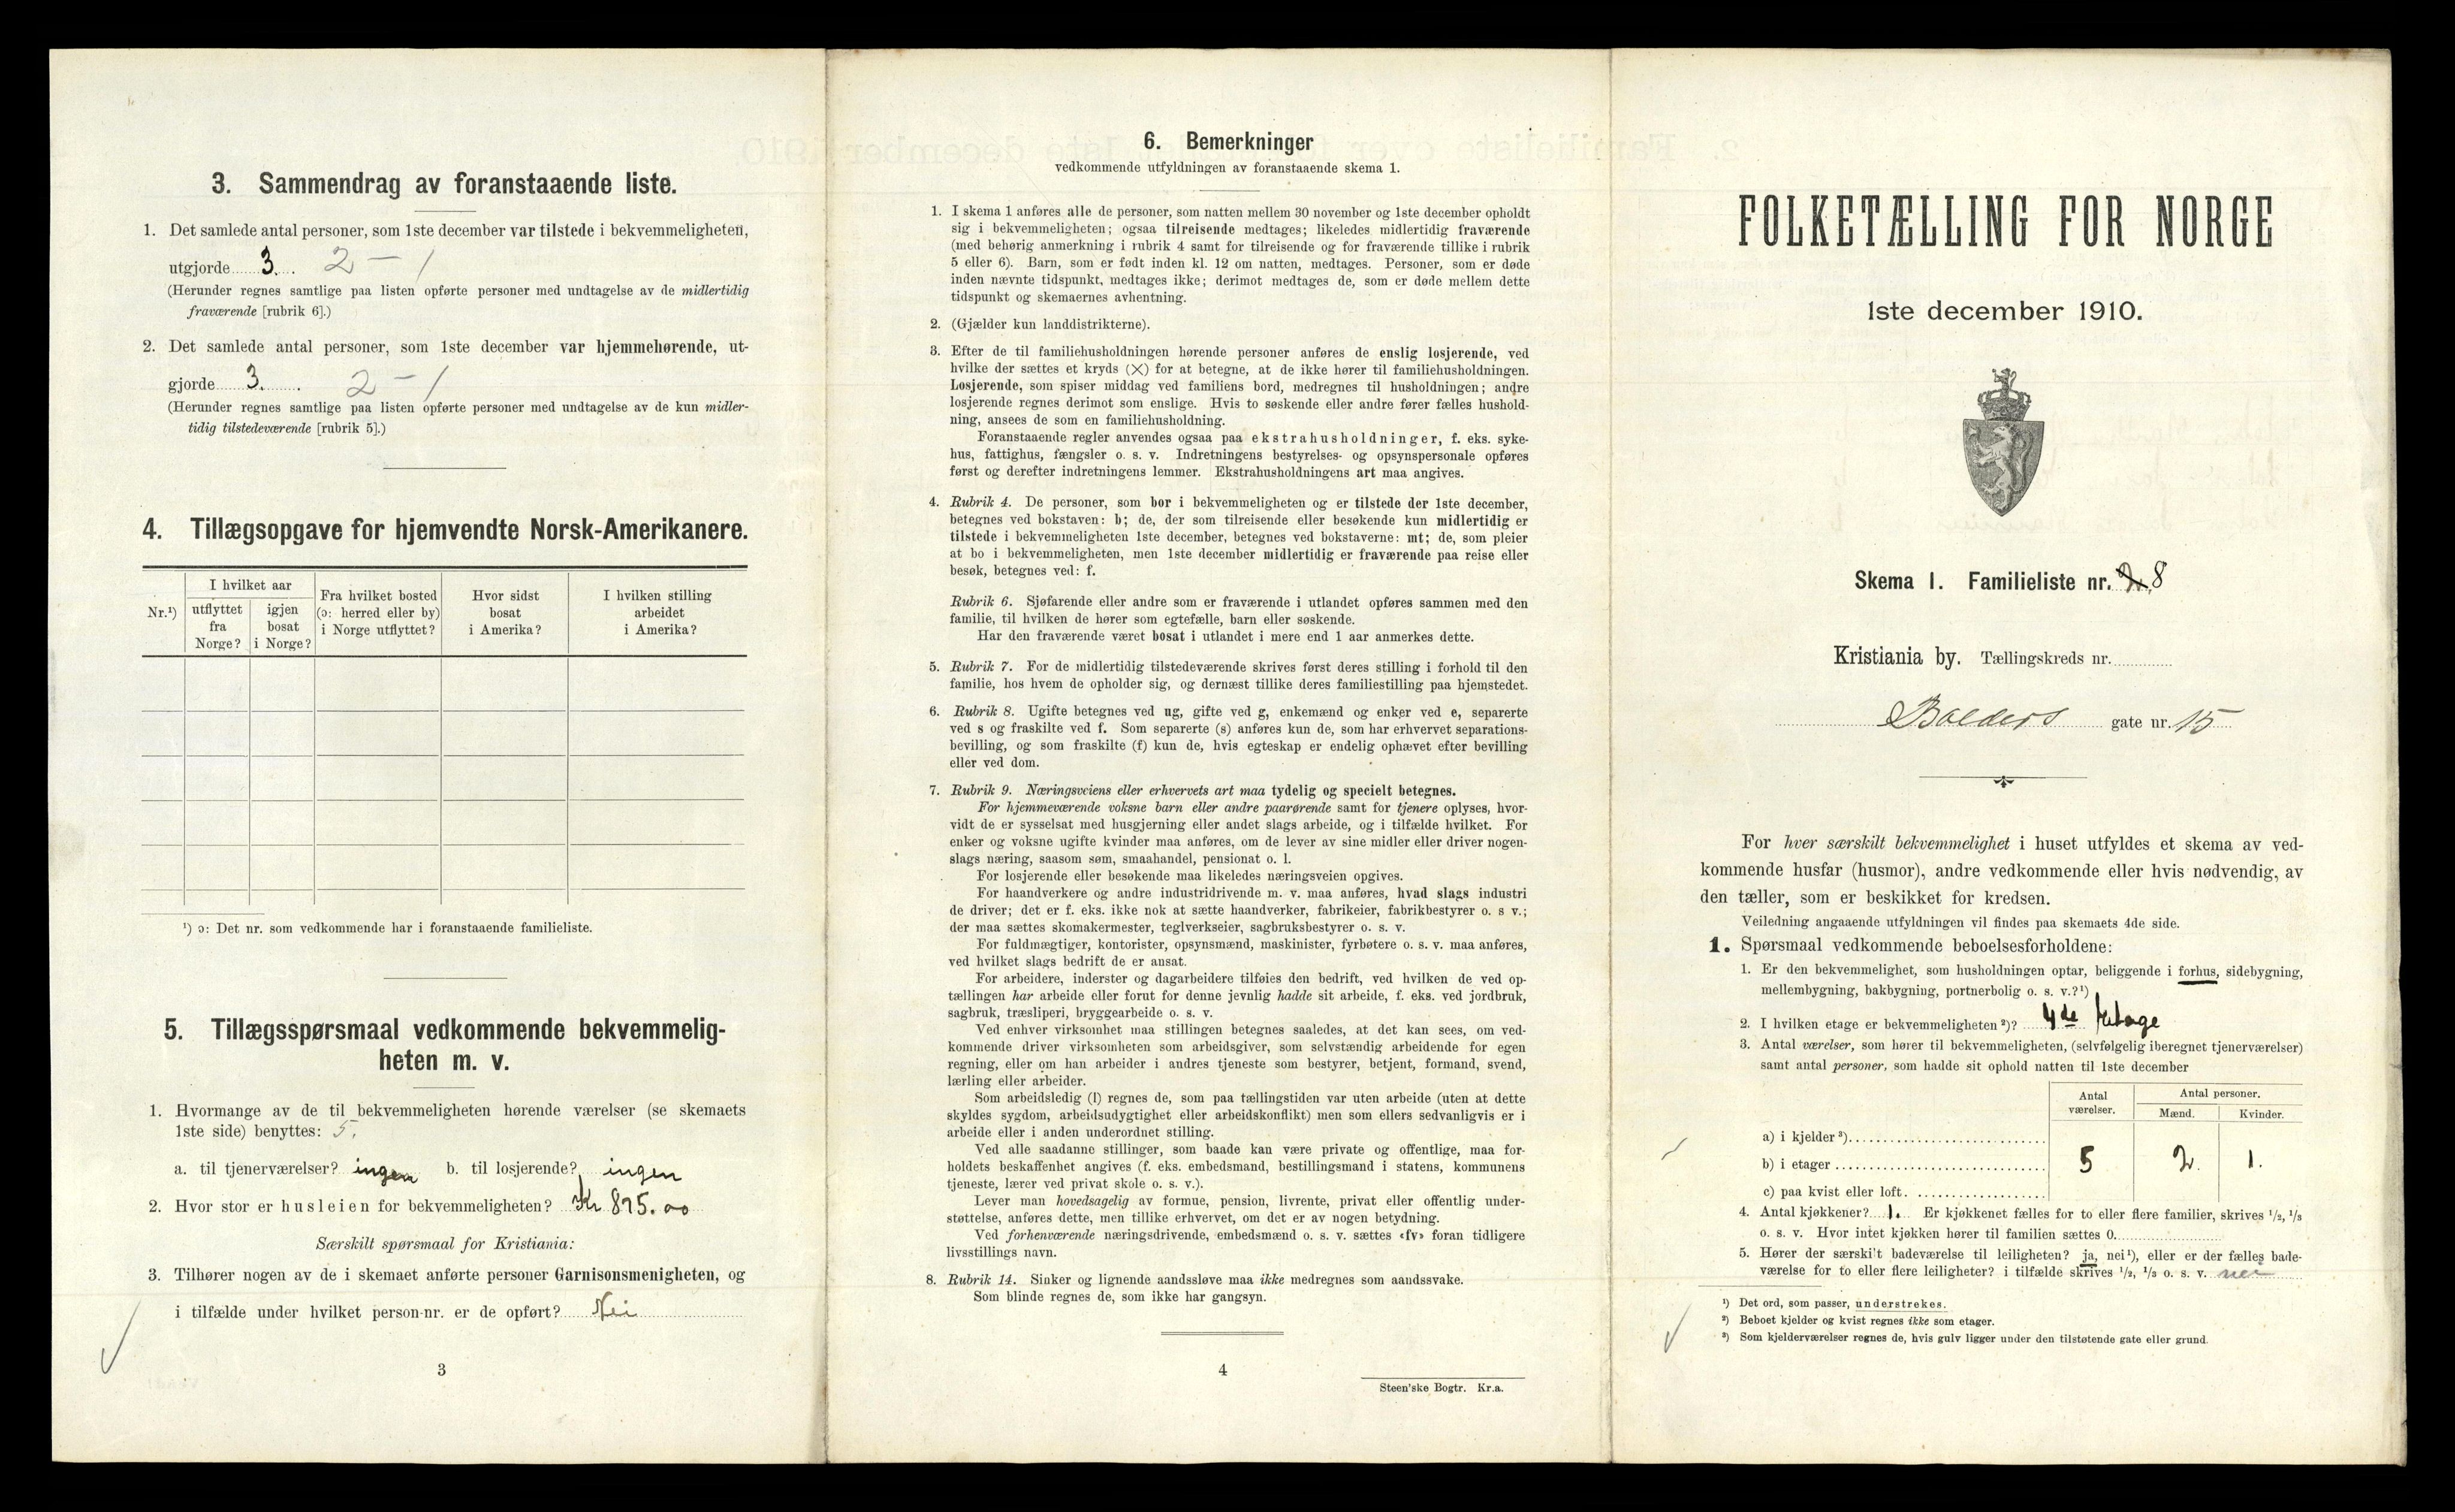 3. Sammendrag av foranstaaende liste.
1. Det samlede antal personer, som 1ste december var tilstede i bekvemmeligheten,
utgjorde 3. 2 – 1
(Herunder regnes samtlige paa listen opførte personer med undtagelse av de midlertidig
fraværende [rubrik 6].)
2. Det samlede antal personer, som 1ste december var hjemmehørende, ut-
gjorde 3. 2 – 1
(Herunder regnes samtlige paa listen opførte personer med undtagelse av de kun midler-
tidig tilstedeværende [rubrik 5].)
4. Tillægsopgave for hjemvendte Norsk-Amerikanere.
Nr.¹)
I hvilket aar
utflyttet fra Norge?
igjen bosat i Norge?
Fra hvilket bosted (ɔ: herred eller by) i Norge utflyttet?
Hvor sidst bosat i Amerika?
I hvilken stilling arbeidet i Amerika?
¹) ɔ: Det nr. som vedkommende har i foranstaaende familieliste.
5. Tillægsspørsmaal vedkommende bekvemmelig-
heten m. v.
1. Hvormange av de til bekvemmeligheten hørende værelser (se skemaets
1ste side) benyttes: 5.
a. til tjenerværelser? ingen b. til losjerende? ingen
2. Hvor stor er husleien for bekvemmeligheten? Kr 875.00
Særskilt spørsmaal for Kristiania:
3. Tilhører nogen av de i skemaet anførte personer Garnisonsmenigheten, og
i tilfælde under hvilket person-nr. er de opført? Nei
3
6. Bemerkninger
vedkommende utfyldningen av foranstaaende skema 1.
1. I skema 1 anføres alle de personer, som natten mellem 30 november og 1ste december opholdt
sig i bekvemmeligheten; ogsaa tilreisende medtages; likeledes midlertidig fraværende
(med behørig anmerkning i rubrik 4 samt for tilreisende og for fraværende tillike i rubrik
5 eller 6). Barn, som er født inden kl. 12 om natten, medtages. Personer, som er døde
inden nævnte tidspunkt, medtages ikke; derimot medtages de, som er døde mellem dette
tidspunkt og skemaernes avhentning.
2. (Gjælder kun landdistrikterne).
3. Efter de til familiehusholdningen hørende personer anføres de enslig losjerende, ved
hvilke der sættes et kryds (×) for at betegne, at de ikke hører til familiehusholdningen.
Losjerende, som spiser middag ved familiens bord, medregnes til husholdningen; andre
losjerende regnes derimot som enslige. Hvis to søskende eller andre fører fælles hushold-
ning, ansees de som en familiehusholdning.
Foranstaaende regler anvendes ogsaa paa ekstrahusholdninger, f. eks. syke-
hus, fattighus, fængsler o. s. v. Indretningens bestyrelses- og opsynspersonale opføres
først og derefter indretningens lemmer. Ekstrahusholdningens art maa angives.
4. Rubrik 4. De personer, som bor i bekvemmeligheten og er tilstede der 1ste december,
betegnes ved bokstaven: b; de, der som tilreisende eller besøkende kun midlertidig er
tilstede i bekvemmeligheten 1ste december, betegnes ved bokstaverne: mt; de, som pleier
at bo i bekvemmeligheten, men 1ste december midlertidig er fraværende paa reise eller
besøk, betegnes ved: f.
Rubrik 6. Sjøfarende eller andre som er fraværende i utlandet opføres sammen med den
familie, til hvilken de hører som egtefælle, barn eller søskende.
Har den fraværende været bosat i utlandet i mere end 1 aar anmerkes dette.
5. Rubrik 7. For de midlertidig tilstedeværende skrives først deres stilling i forhold til den
familie, hos hvem de opholder sig, og dernæst tillike deres familiestilling paa hjemstedet.
6. Rubrik 8. Ugifte betegnes ved ug, gifte ved g, enkemænd og enker ved e, separerte
ved s og fraskilte ved f. Som separerte (s) anføres kun de, som har erhvervet separations-
bevilling, og som fraskilte (f) kun de, hvis egteskap er endelig ophævet efter bevilling
eller ved dom.
7. Rubrik 9. Næringsveiens eller erhvervets art maa tydelig og specielt betegnes.
For hjemmeværende voksne barn eller andre paarørende samt for tjenere oplyses, hvor-
vidt de er sysselsat med husgjerning eller andet slags arbeide, og i tilfælde hvilket. For
enker og voksne ugifte kvinder maa anføres, om de lever av sine midler eller driver nogen-
slags næring, saasom søm, smaahandel, pensionat o. l.
For losjerende eller besøkende maa likeledes næringsveien opgives.
For haandverkere og andre industridrivende m. v. maa anføres, hvad slags industri
de driver; det er f. eks. ikke nok at sætte haandverker, fabrikeier, fabrikbestyrer o. s v.;
der maa sættes skomakermester, teglverkseier, sagbruksbestyrer o. s. v.
For fuldmægtiger, kontorister, opsynsmænd, maskinister, fyrbøtere o. s. v. maa anføres,
ved hvilket slags bedrift de er ansat.
For arbeidere, inderster og dagarbeidere tilføies den bedrift, ved hvilken de ved op-
tællingen har arbeide eller forut for denne jevnlig hadde sit arbeide, f. eks. ved jordbruk,
sagbruk, træsliperi, bryggearbeide o. s. v.
Ved enhver virksomhet maa stillingen betegnes saaledes, at det kan sees, om ved-
kommende driver virksomheten som arbeidsgiver, som selvstændig arbeidende for egen
regning, eller om han arbeider i andres tjeneste som bestyrer, betjent, formand, svend,
lærling eller arbeider.
Som arbeidsledig (l) regnes de, som paa tællingstiden var uten arbeide (uten at dette
skyldes sygdom, arbeidsudygtighet eller arbeidskonflikt) men som ellers sedvanligvis er i
arbeide eller i anden underordnet stilling.
Ved alle saadanne stillinger, som baade kan være private og offentlige, maa for-
holdets beskaffenhet angives (f. eks. embedsmand, bestillingsmand i statens, kommunens
tjeneste, lærer ved privat skole o. s. v.).
Lever man hovedsagelig av formue, pension, livrente, privat eller offentlig under-
støttelse, anføres dette, men tillike erhvervet, om det er av nogen betydning.
Ved forhenværende næringsdrivende, embedsmænd o. s. v. sættes «fv» foran tidligere
livsstillings navn.
8. Rubrik 14. Sinker og lignende aandssløve maa ikke medregnes som aandssvake.
Som blinde regnes de, som ikke har gangsyn.
4
Steen'ske Bogtr. Kr.a.
FOLKETÆLLING FOR NORGE
1ste december 1910.
Skema 1. Familieliste nr. 8
Kristiania by. Tællingskreds nr.
Balders gate nr. 15
For hver særskilt bekvemmelighet i huset utfyldes et skema av ved-
kommende husfar (husmor), andre vedkommende eller hvis nødvendig, av
den tæller, som er beskikket for kredsen.
Veiledning angaaende utfyldningen vil findes paa skemaets 4de side.
1. Spørsmaal vedkommende beboelsesforholdene:
1. Er den bekvemmelighet, som husholdningen optar, beliggende i forhus, sidebygning,
mellembygning, bakbygning, portnerbolig o. s. v.?¹)
2. I hvilken etage er bekvemmeligheten²)? 4de Etage
3. Antal værelser, som hører til bekvemmeligheten, (selvfølgelig iberegnet tjenerværelser)
samt antal personer, som hadde sit ophold natten til 1ste december
Antal værelser. Antal personer.
Mænd. Kvinder.
a) i kjelder³)
b) i etager 5 2. 1.
c) paa kvist eller loft.
4. Antal kjøkkener? 1. Er kjøkkenet fælles for to eller flere familier, skrives 1/2, 1/3
o. s. v. Hvor intet kjøkken hører til familien sættes 0.
5. Hører der særskilt badeværelse til leiligheten? ja, nei¹), eller er der fælles bade-
værelse for to eller flere leiligheter? i tilfælde skrives 1/2, 1/3 o. s. v. nei
¹) Det ord, som passer, understrekes.
²) Beboet kjelder og kvist regnes ikke som etager.
³) Som kjelderværelser regnes de, hvis gulv ligger under den tilstøtende gate eller grund.